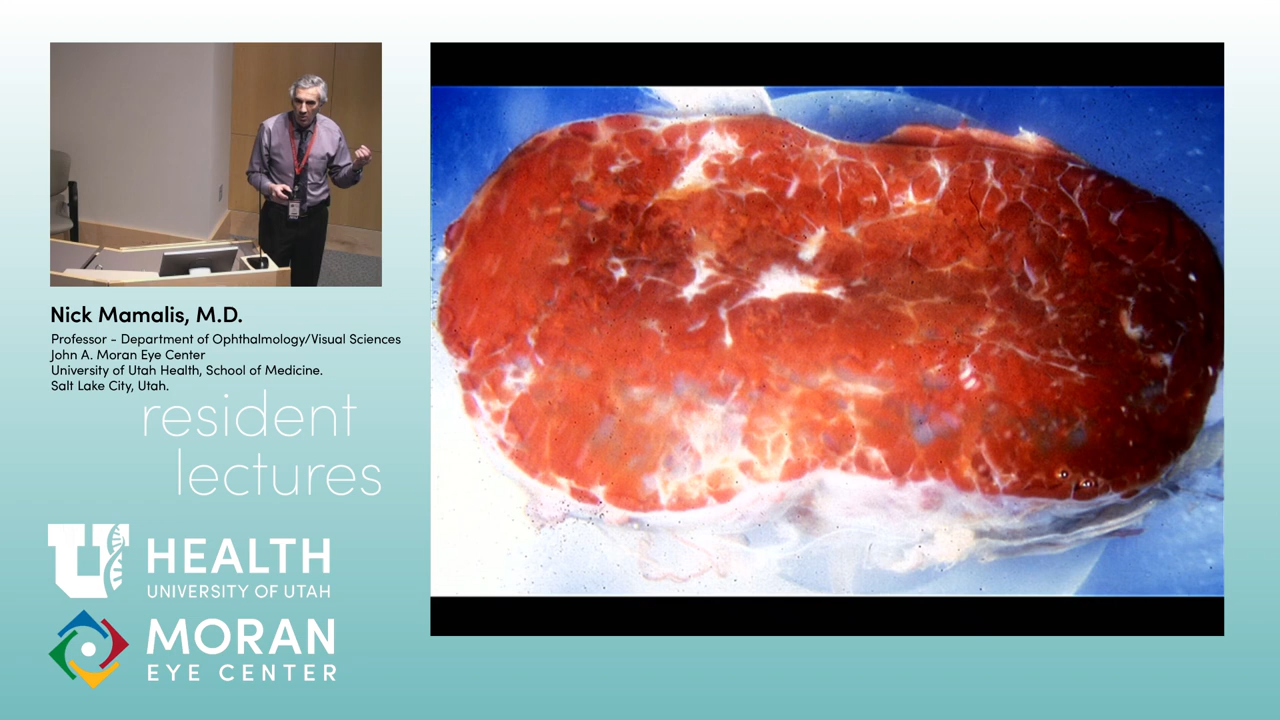 Nick Mamalis, M.D.
Professor - Department of Ophthalmology/Visual Sciences
John A. Moran Eye Center
University of Utah Health, School of Medicine.
Salt Lake City, Utah.
resident
lectures
U HEALTH
UNIVERSITY OF UTAH
MORAN
EYE CENTER